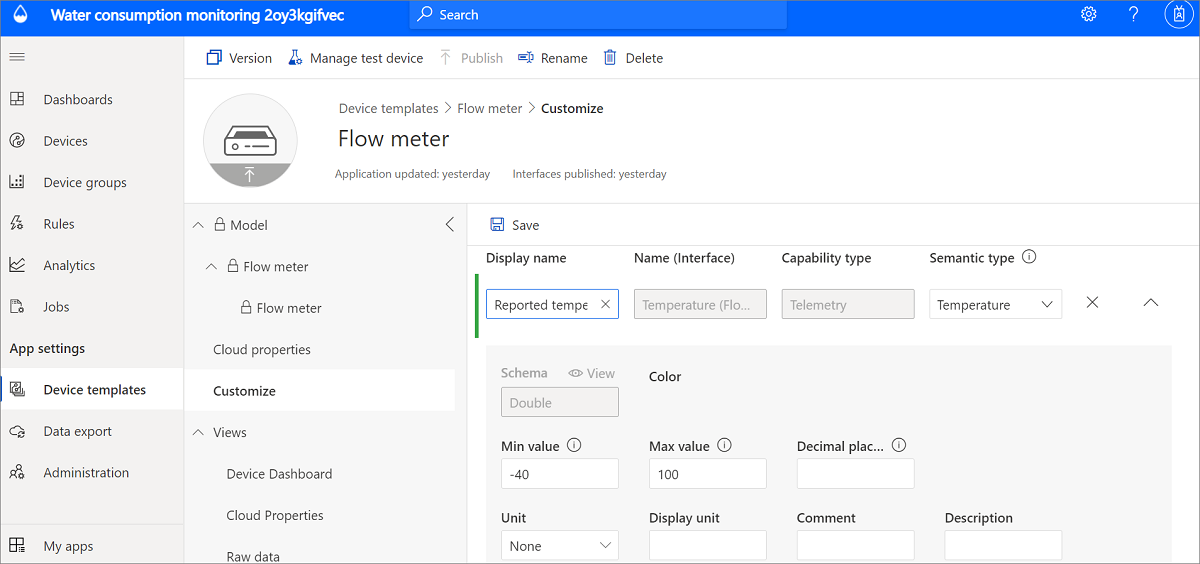 Water consumption monitoring 2oy3kgifvec
Search
?
Version
Manage test device
Publish
Rename
Delete
Dashboards
Devices
Device groups
Rules
Analytics
Jobs
App settings
Device templates
Data export
Administration
My apps
Device templates > Flow meter > Customize
Flow meter
Application updated: yesterday
Interfaces published: yesterday
Model
Flow meter
Flow meter
Cloud properties
Customize
Views
Device Dashboard
Cloud Properties
Raw data
Save
Display name
Name (Interface)
Capability type
Semantic type
Reported tempe
Temperature (Flo...
Telemetry
Temperature
Schema
View
Color
Double
Min value
Max value
Decimal plac...
-40
100
Unit
Display unit
Comment
Description
None